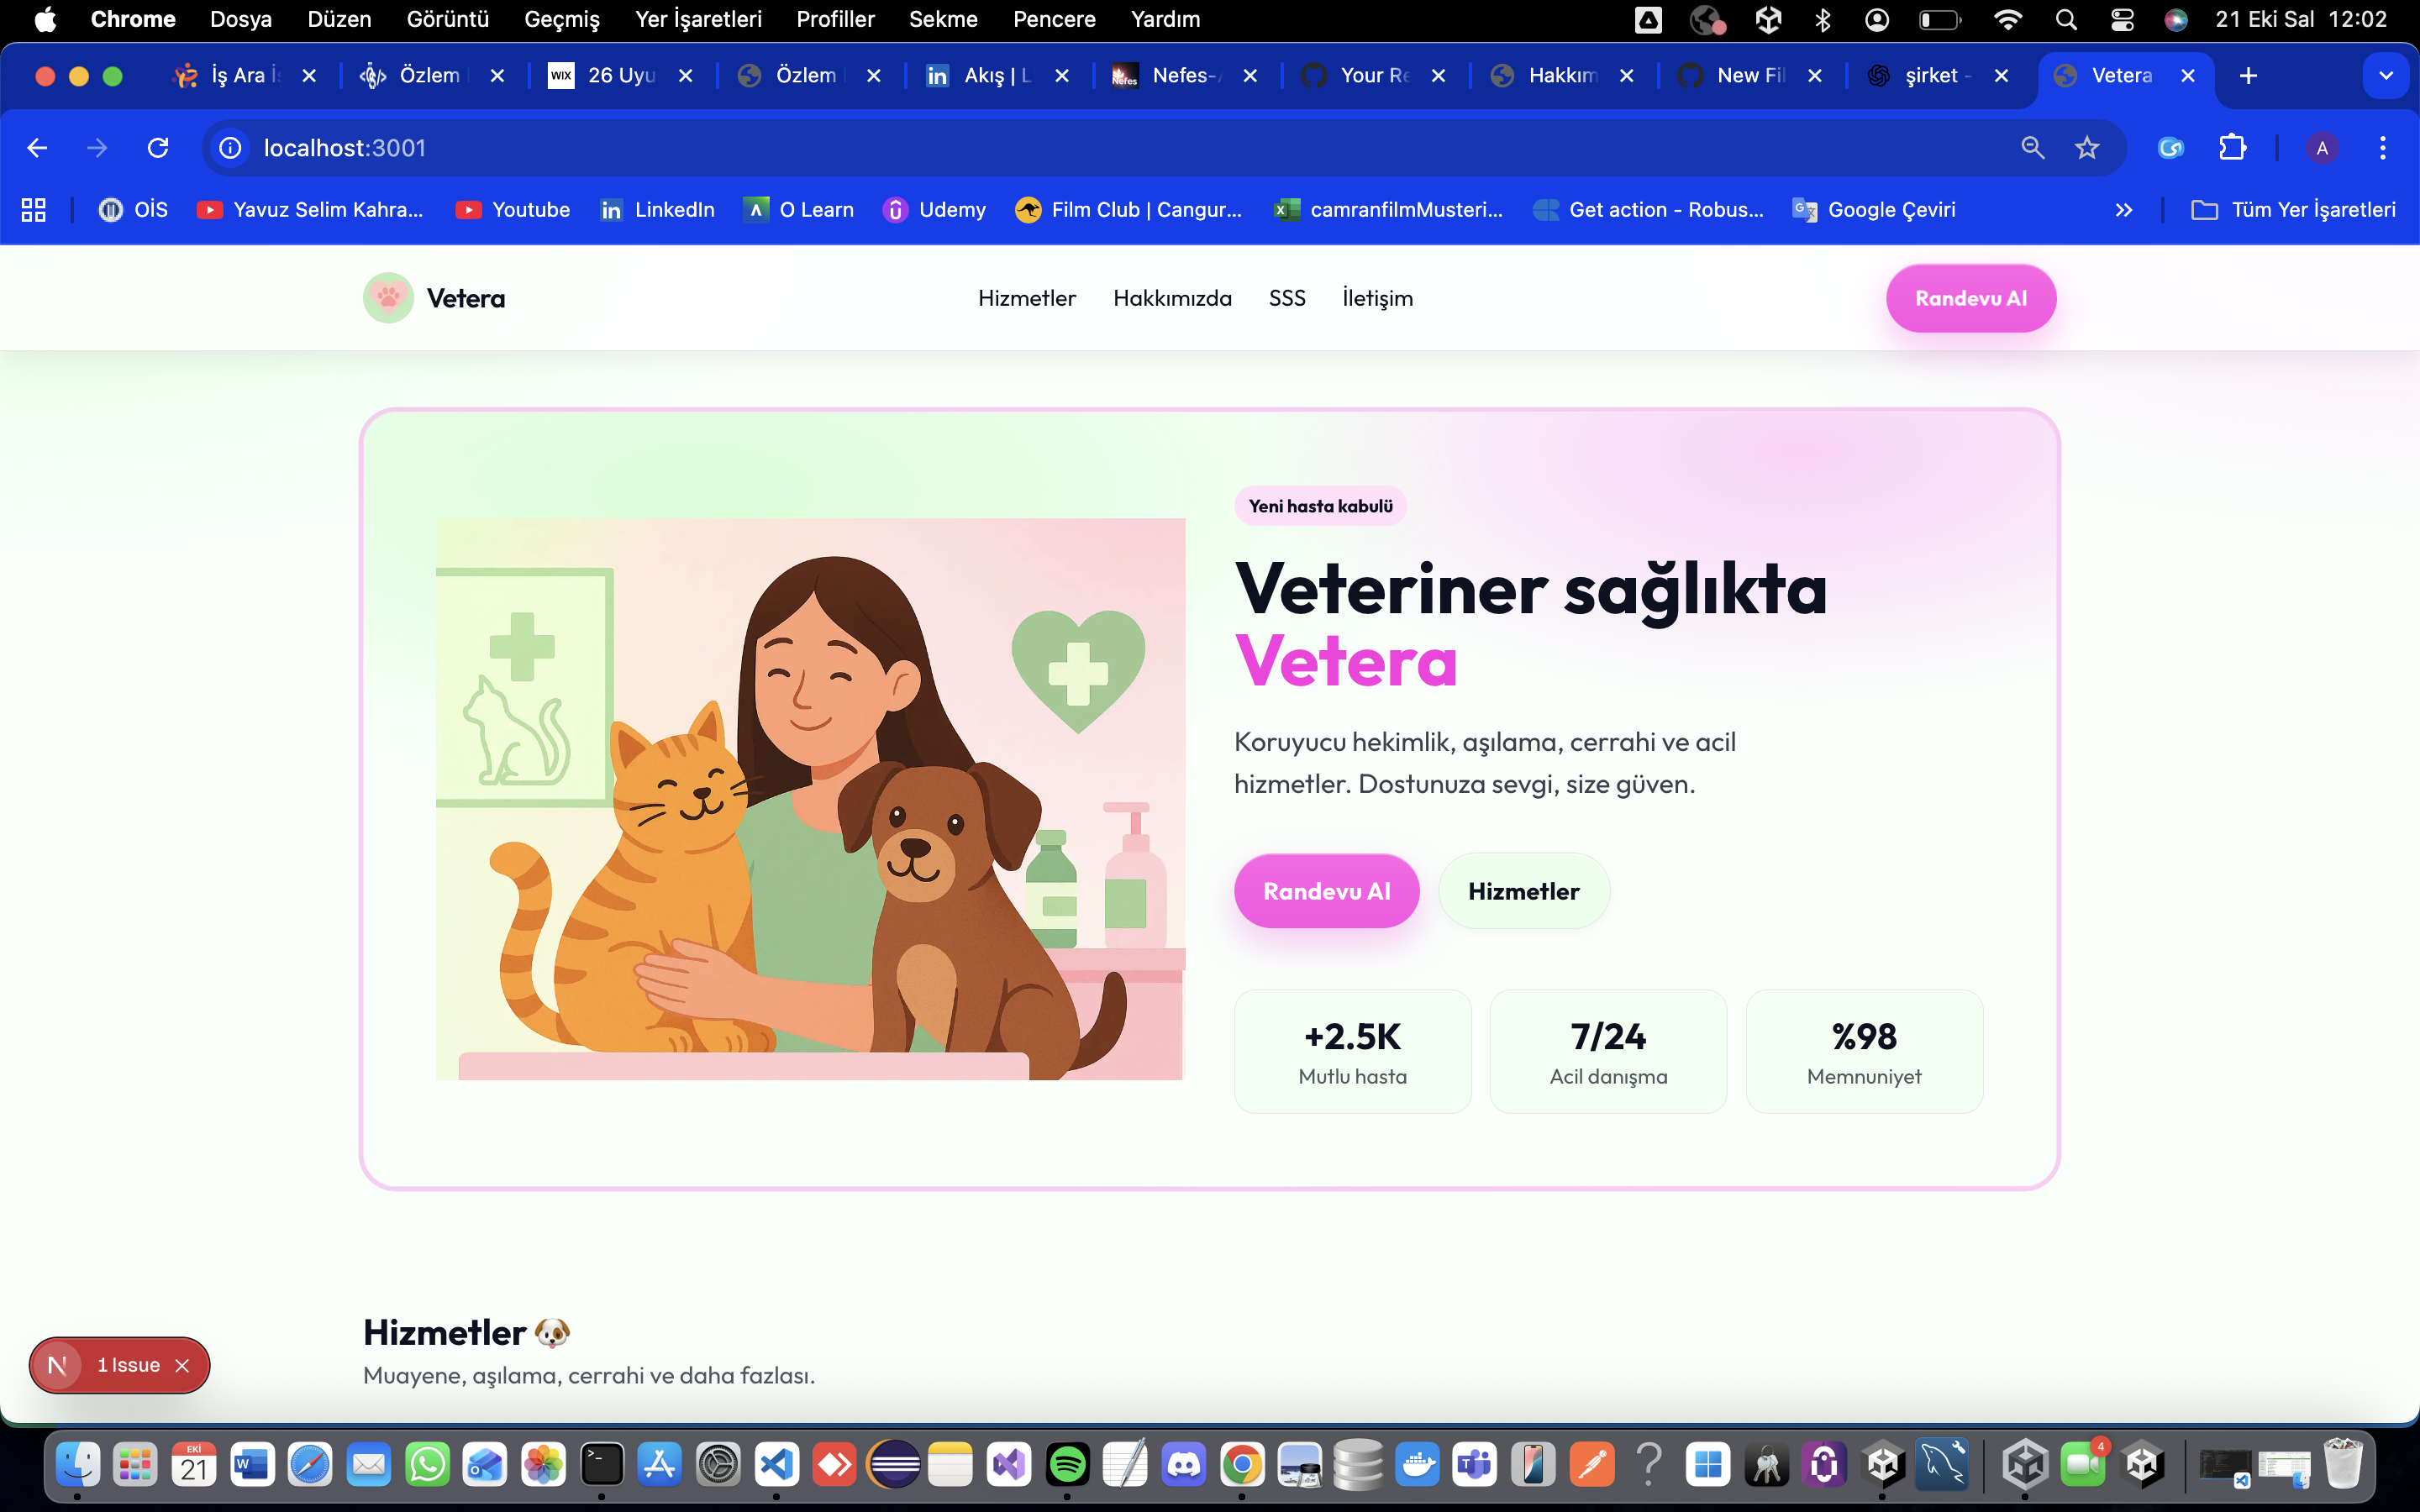 Chrome Dosya Düzen Görüntü Geçmiş Yer İşaretleri Profiller Sekme Pencere Yardım 21 Eki Sal 12:02
İş Ara Özlem WIX 26 Uyu Özlem Akış | L Nefes-A Your Re Hakkım New Fil şirket - Vetera
localhost:3001 A
OİS Yavuz Selim Kahra... Youtube LinkedIn O Learn Udemy Film Club | Cangur... camranfilmMusteri... Get action - Robus... Google Çeviri Tüm Yer İşaretleri
Vetera Hizmetler Hakkımızda SSS İletişim Randevu Al
Yeni hasta kabulü
Veteriner sağlıkta
Vetera
Koruyucu hekimlik, aşılama, cerrahi ve acil
hizmetler. Dostunuza sevgi, size güven.
Randevu Al Hizmetler
+2.5K 7/24 %98
Mutlu hasta Acil danışma Memnuniyet
Hizmetler
Muayene, aşılama, cerrahi ve daha fazlası.
N 1 Issue
EKİ
21
4